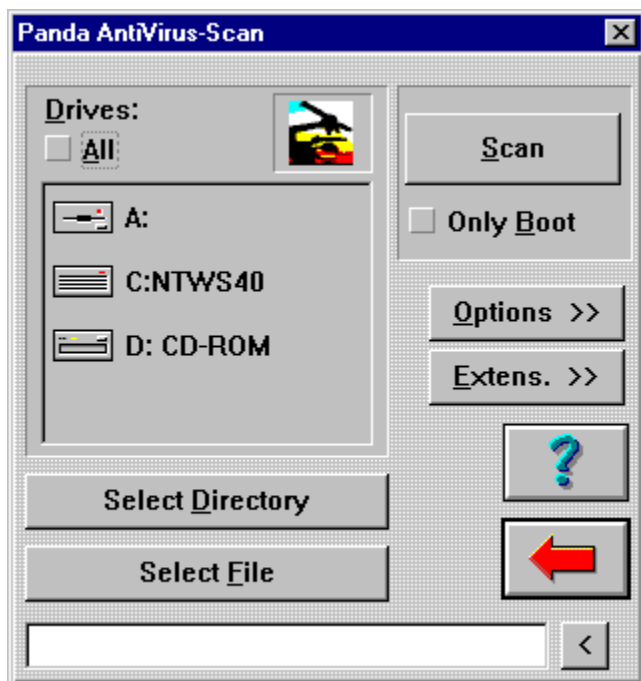 Panda AntiVirus-Scan
Drives:
All
A:
C:NTWS40
D: CD-ROM
Scan
Only Boot
Options >>
Extens. >>
?
Select Directory
Select File
<